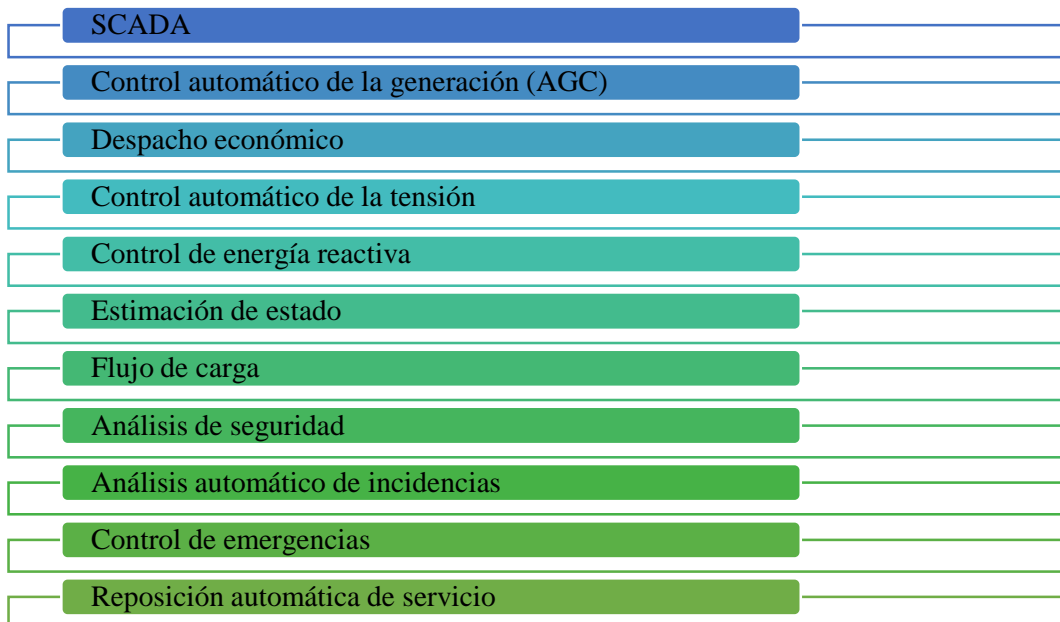 SCADA
Control automático de la generación (AGC)
Despacho económico
Control automático de la tensión
Control de energía reactiva
Estimación de estado
Flujo de carga
Análisis de seguridad
Análisis automático de incidencias
Control de emergencias
Reposición automática de servicio